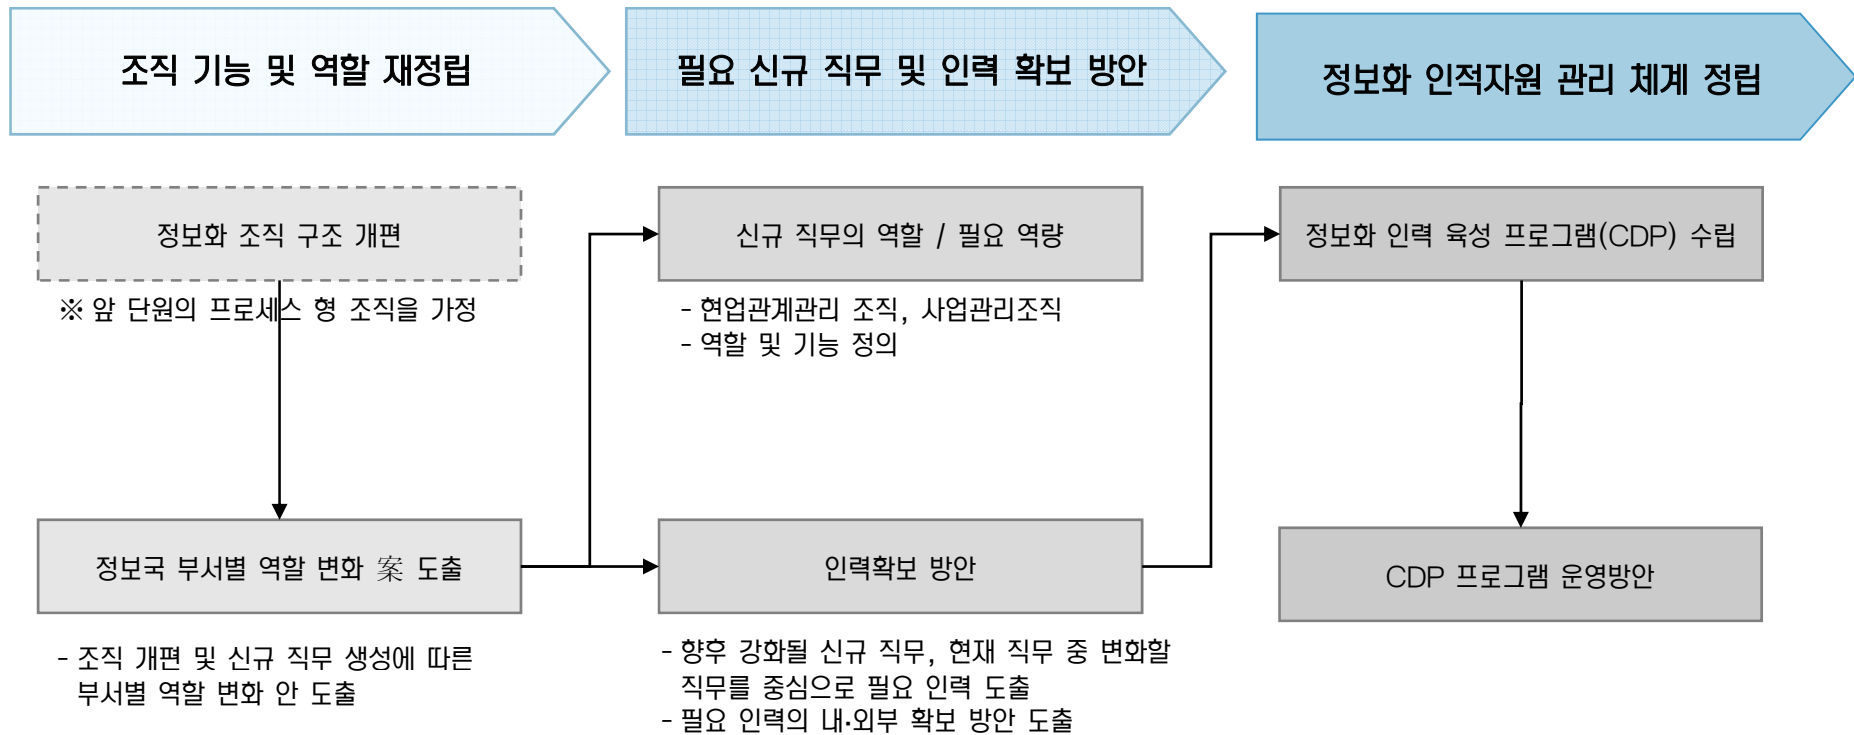 조직 기능 및 역할 재정립
필요 신규 직무 및 인력 확보 방안
정보화 인적자원 관리 체계 정립
정보화 조직 구조 개편
※ 앞 단원의 프로세스 형 조직을 가정
정보국 부서별 역할 변화 案 도출
- 조직 개편 및 신규 직무 생성에 따른
부서별 역할 변화 안 도출
신규 직무의 역할 / 필요 역량
- 현업관계관리 조직, 사업관리조직
- 역할 및 기능 정의
인력확보 방안
- 향후 강화될 신규 직무, 현재 직무 중 변화할
직무를 중심으로 필요 인력 도출
- 필요 인력의 내·외부 확보 방안 도출
정보화 인력 육성 프로그램(CDP) 수립
CDP 프로그램 운영방안